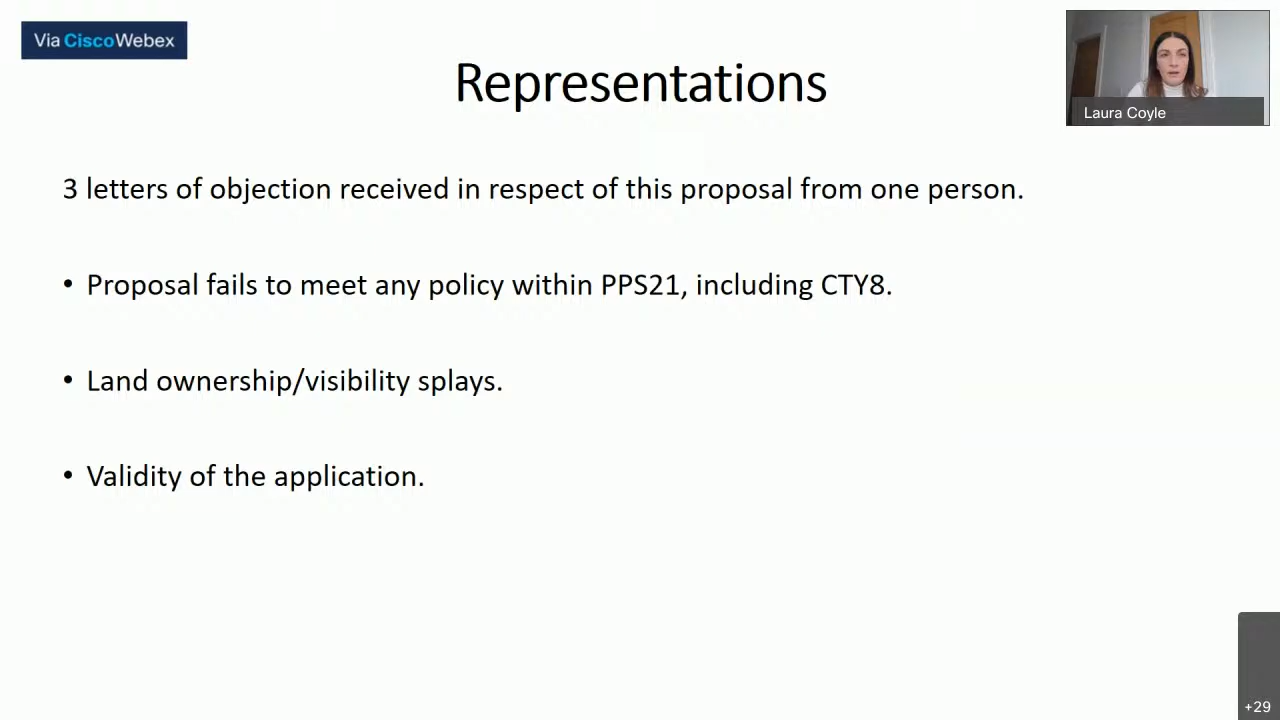 Via CiscoWebex
Representations
Laura Coyle
3 letters of objection received in respect of this proposal from one person.
• Proposal fails to meet any policy within PPS21, including CTY8.
• Land ownership/visibility splays.
• Validity of the application.
+29